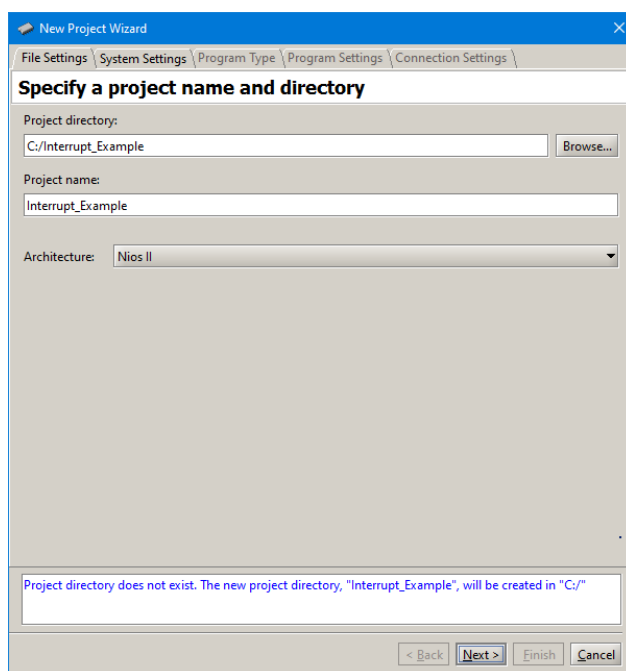 New Project Wizard
File Settings System Settings Program Type Program Settings Connection Settings
Specify a project name and directory
Project directory:
C:/Interrupt_Example Browse...
Project name:
Interrupt_Example
Architecture: Nios II
Project directory does not exist. The new project directory, "Interrupt_Example", will be created in "C:/"
< Back Next > Finish Cancel